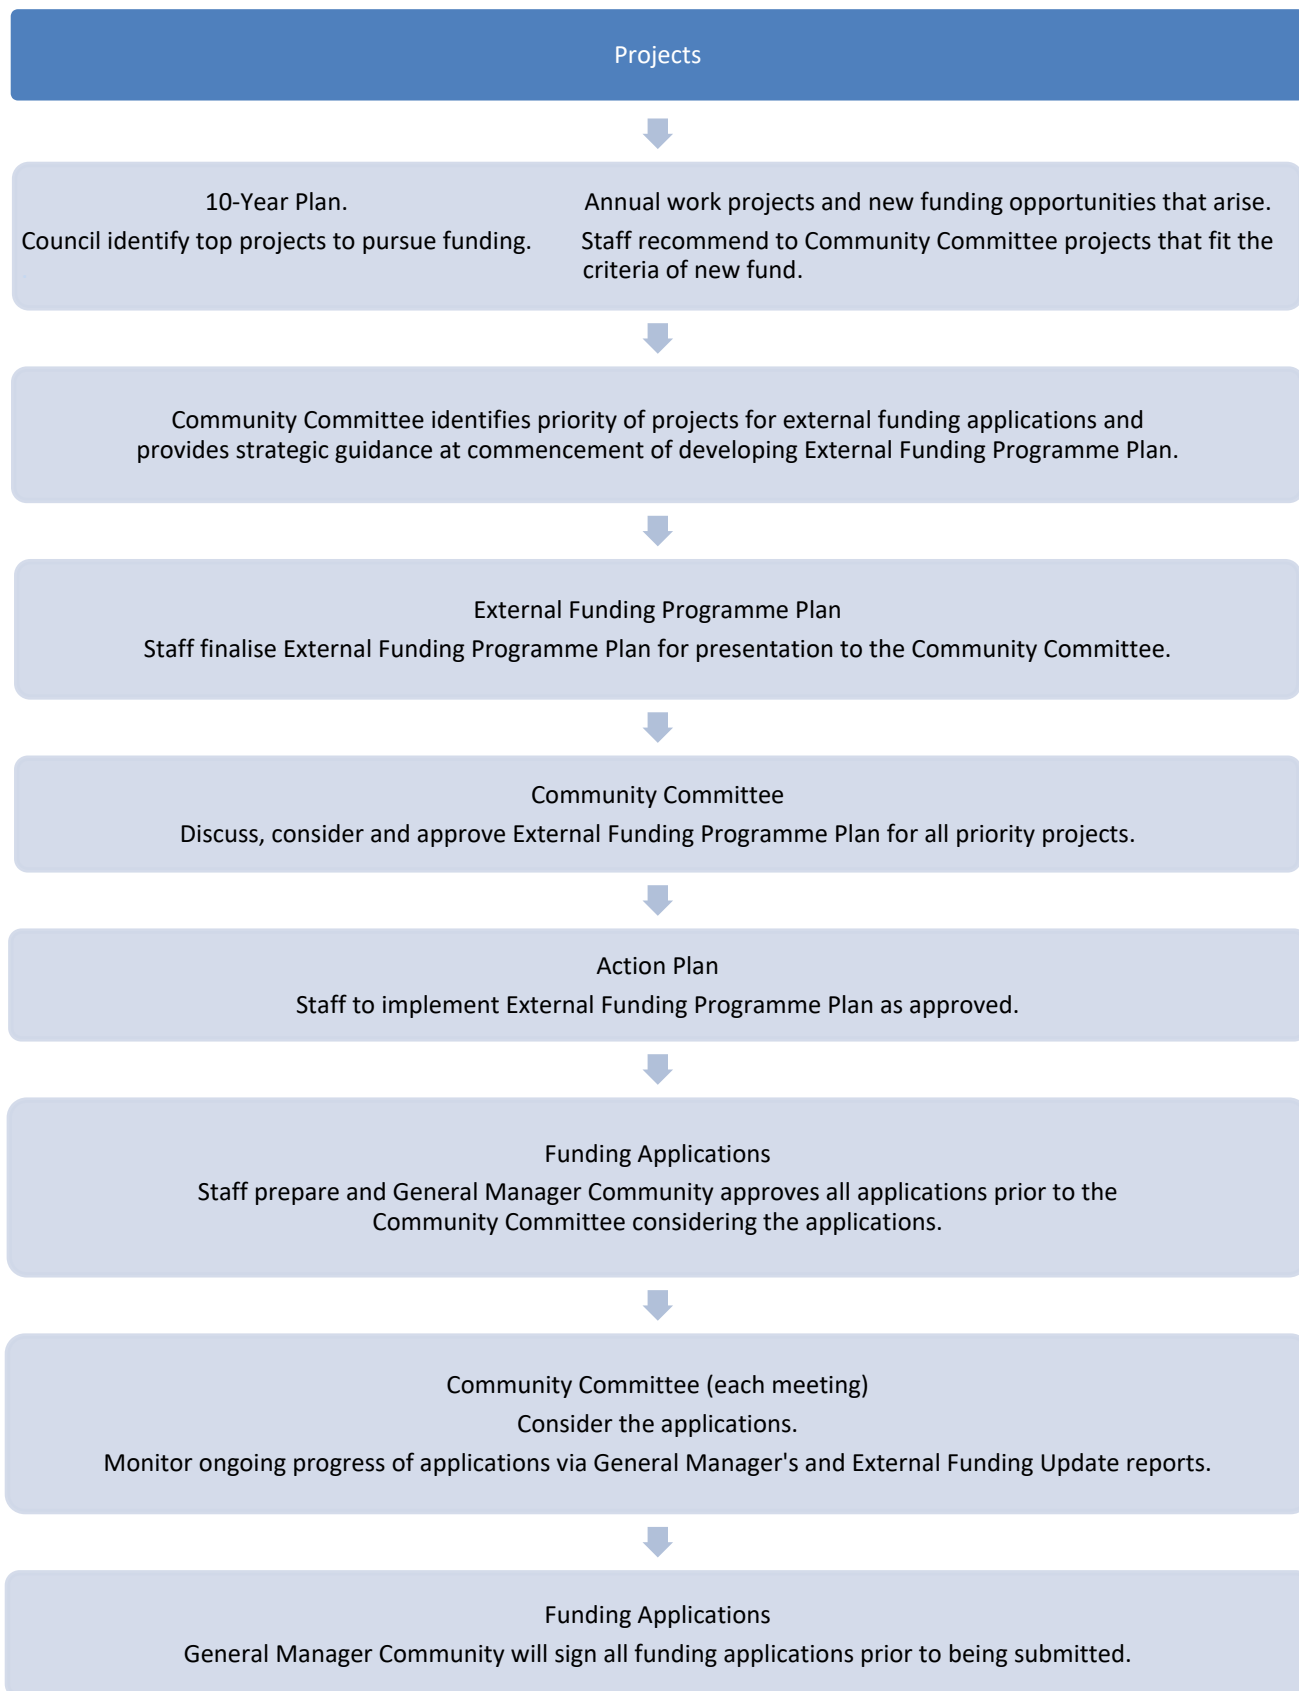 Projects
10-Year Plan.
Council identify top projects to pursue funding.
Annual work projects and new funding opportunities that arise.
Staff recommend to Community Committee projects that fit the
criteria of new fund.
Community Committee identifies priority of projects for external funding applications and
provides strategic guidance at commencement of developing External Funding Programme Plan.
External Funding Programme Plan
Staff finalise External Funding Programme Plan for presentation to the Community Committee.
Community Committee
Discuss, consider and approve External Funding Programme Plan for all priority projects.
Action Plan
Staff to implement External Funding Programme Plan as approved.
Funding Applications
Staff prepare and General Manager Community approves all applications prior to the
Community Committee considering the applications.
Community Committee (each meeting)
Consider the applications.
Monitor ongoing progress of applications via General Manager's and External Funding Update reports.
Funding Applications
General Manager Community will sign all funding applications prior to being submitted.